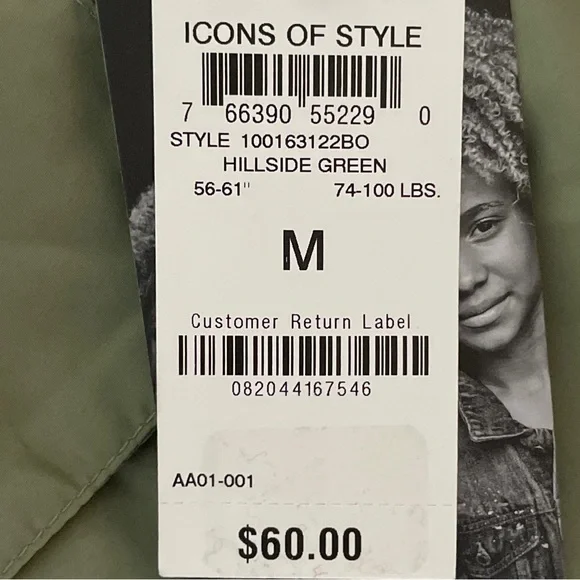 ICONS OF STYLE
7 66390 55229 0
STYLE 100163122BO
HILLSIDE GREEN
56-61" 74-100 LBS.
M
Customer Return Label
082044167546
AA01-001
$60.00